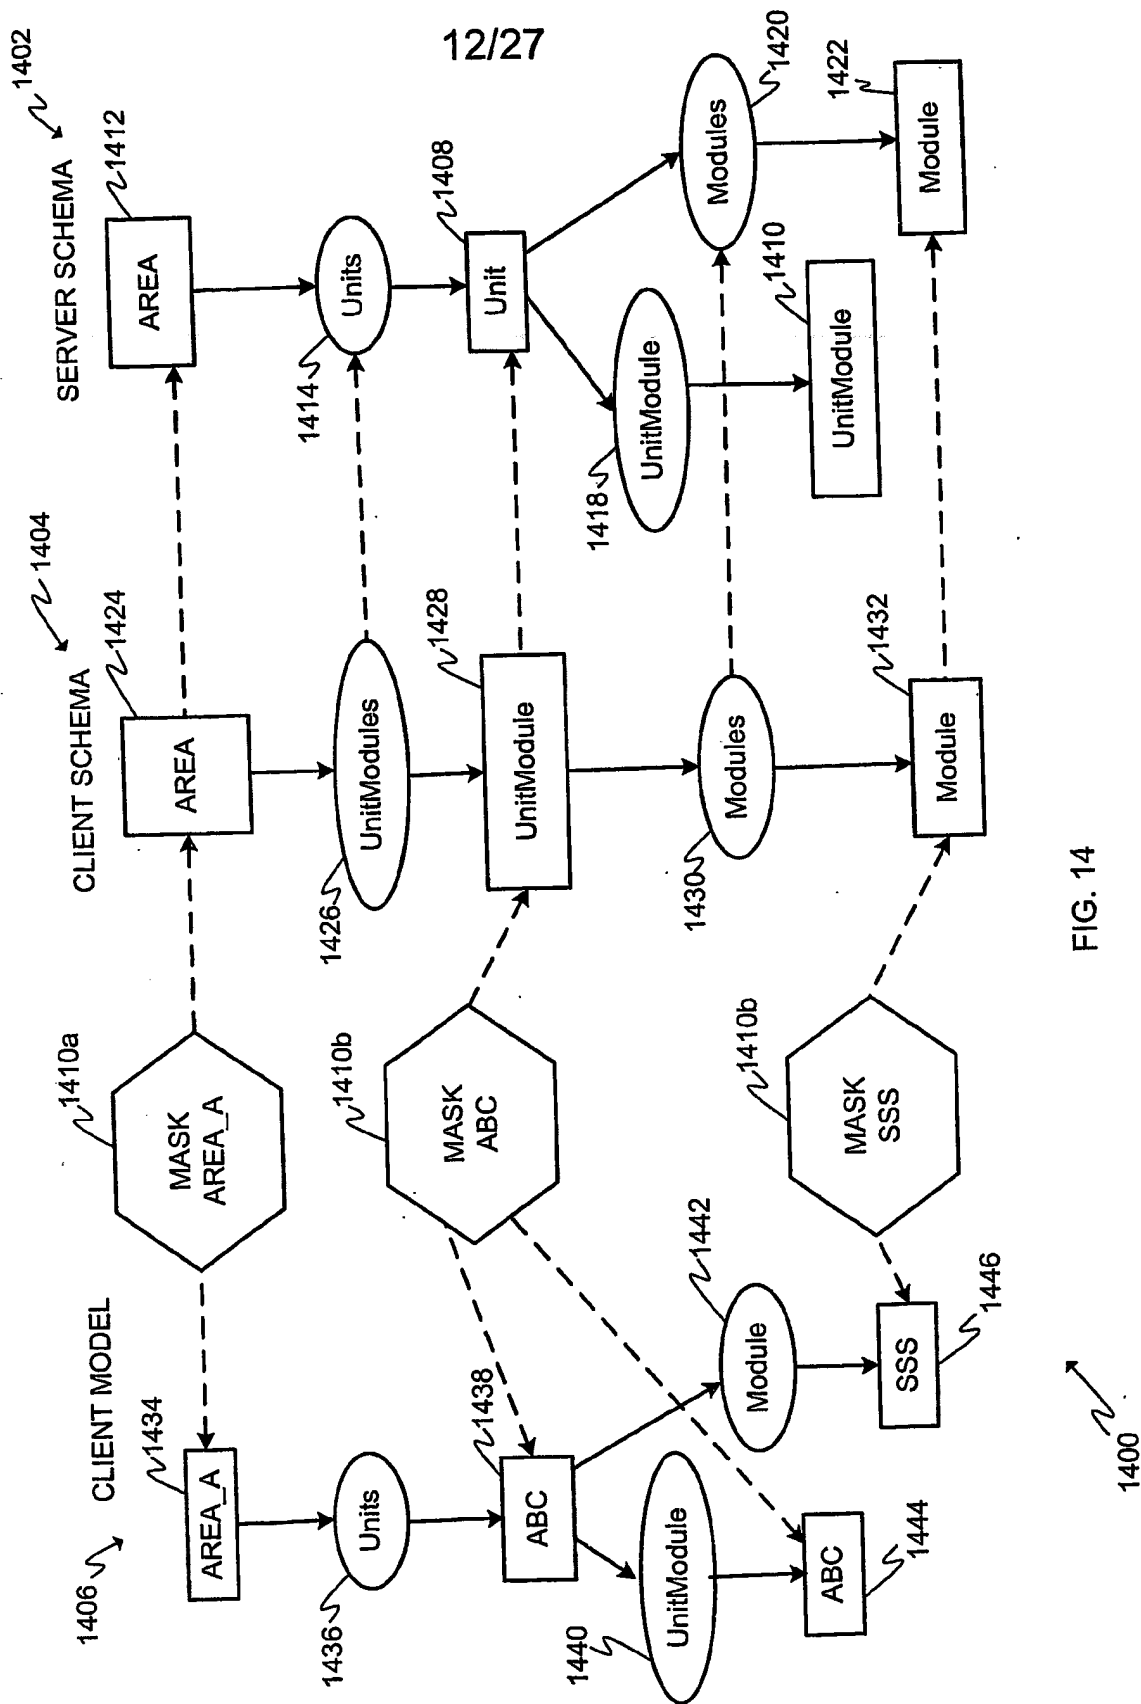 12/27
1406
CLIENT MODEL
CLIENT SCHEMA
1404
SERVER SCHEMA
1402
1434
AREA_A
MASK
AREA_A
1410a
AREA
1424
AREA
1412
1436
Units
1426
UnitModules
1414
Units
ABC
1438
MASK
ABC
1410b
UnitModule
1428
Unit
1408
1440
UnitModule
Module
1442
1430
Modules
1418
UnitModule
Modules
1420
ABC
1444
SSS
1446
MASK
SSS
1410b
Module
1432
UnitModule
1410
Module
1422
1400
FIG. 14